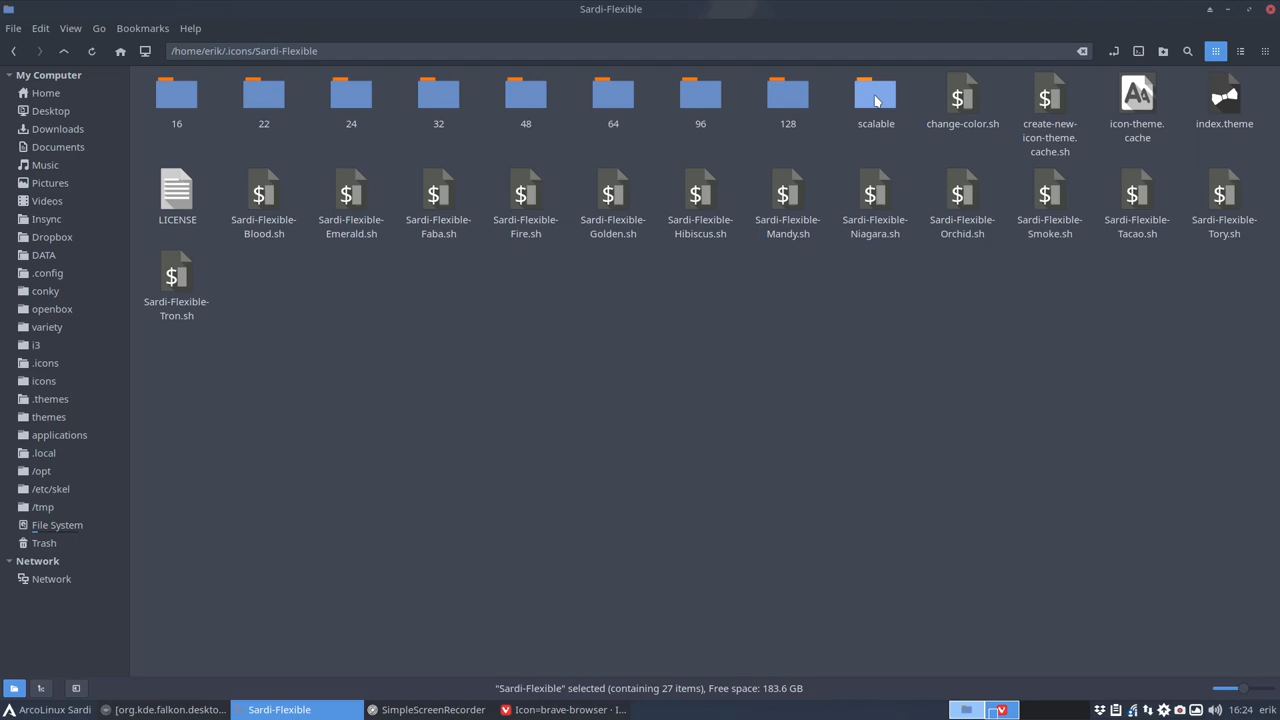 Sardi-Flexible
File Edit View Go Bookmarks Help
/home/erik/.icons/Sardi-Flexible
My Computer
Home
Desktop
Downloads
Documents
Music
Pictures
Videos
Insync
Dropbox
DATA
.config
conky
openbox
variety
i3
.icons
icons
.themes
themes
applications
.local
/opt
/etc/skel
/tmp
File System
Trash
Network
Network
16 22 24 32 48 64 96 128 scalable change-color.sh
create-new-
icon-theme.
cache.sh
icon-theme.
cache
index.theme
LICENSE
Sardi-Flexible-
Blood.sh
Sardi-Flexible-
Emerald.sh
Sardi-Flexible-
Faba.sh
Sardi-Flexible-
Fire.sh
Sardi-Flexible-
Golden.sh
Sardi-Flexible-
Hibiscus.sh
Sardi-Flexible-
Mandy.sh
Sardi-Flexible-
Niagara.sh
Sardi-Flexible-
Orchid.sh
Sardi-Flexible-
Smoke.sh
Sardi-Flexible-
Tacao.sh
Sardi-Flexible-
Tory.sh
Sardi-Flexible-
Tron.sh
"Sardi-Flexible" selected (containing 27 items), Free space: 183.6 GB
ArcoLinux Sardi [org.kde.falkon.deskto... Sardi-Flexible SimpleScreenRecorder Icon=brave-browser · I... 16:24 erik